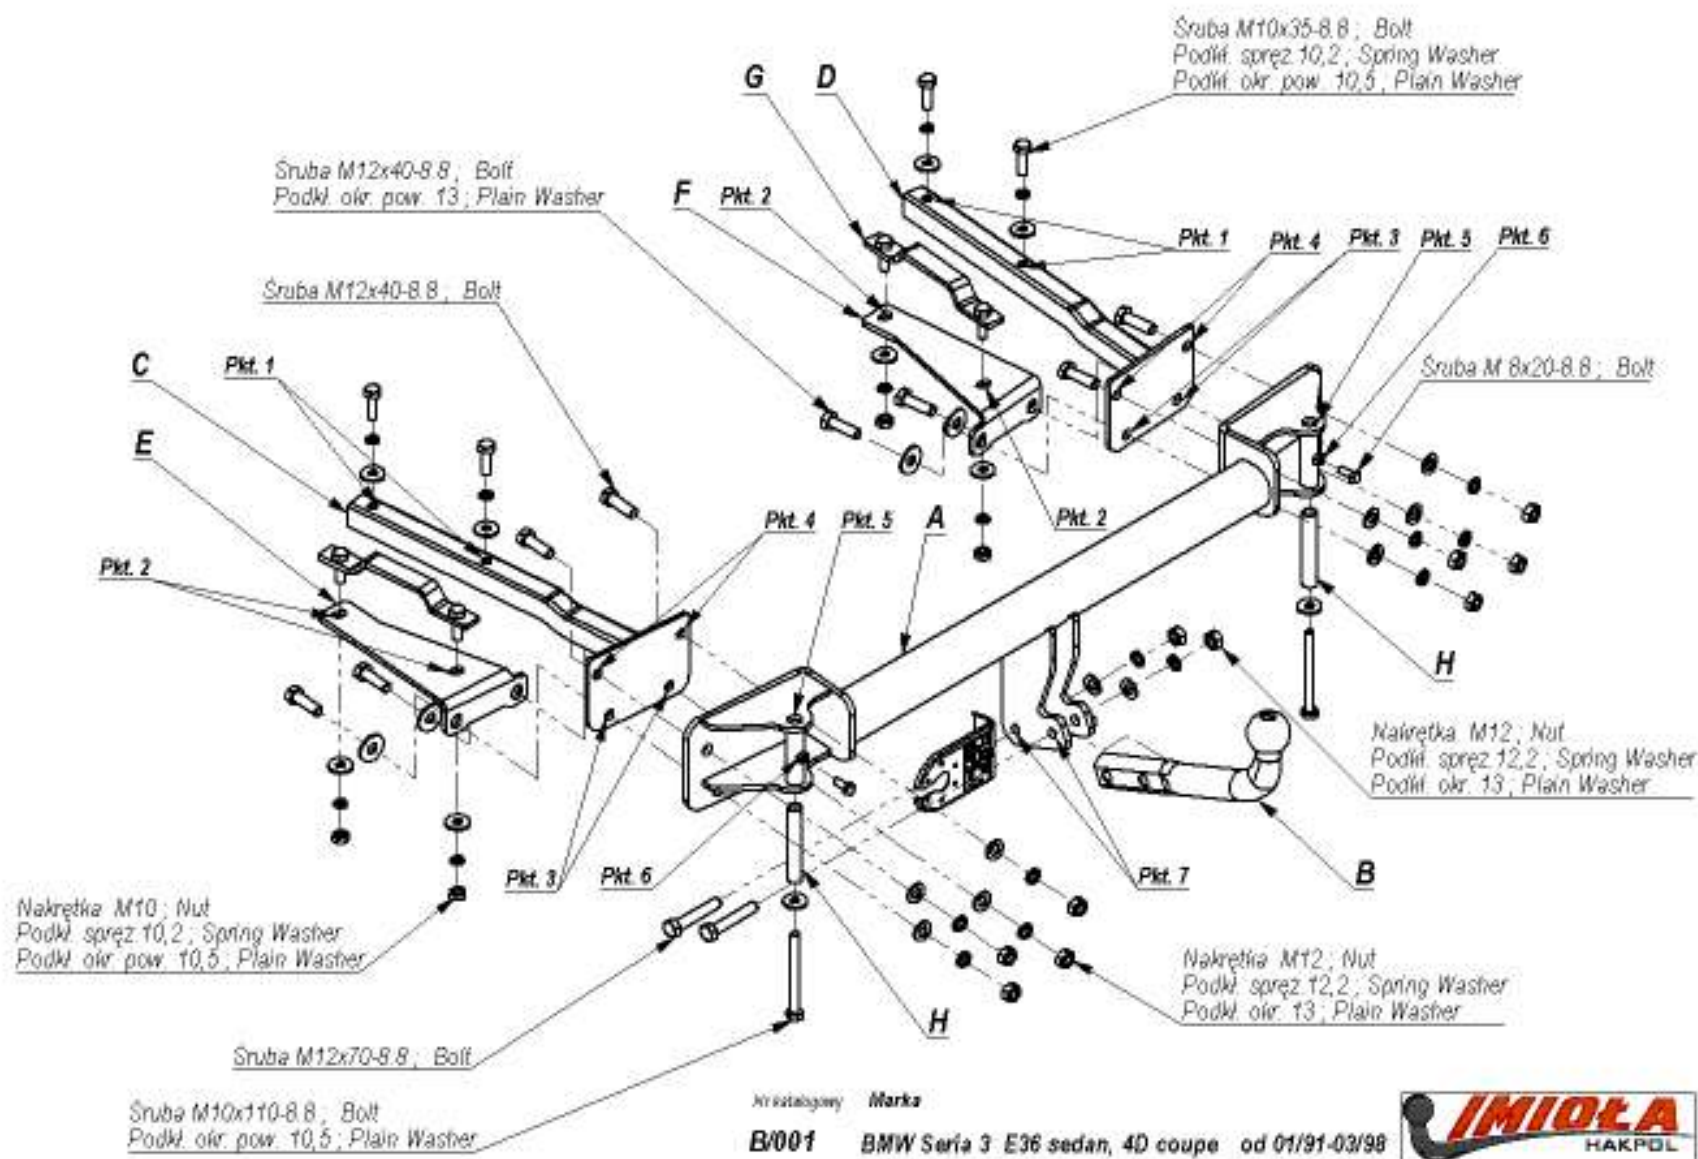 Śruba M10x35-8.8 ; Bolt
Podkł. spręz 10,2 ; Spring Washer
Podkł. okr. pow. 10,5 ; Plain Washer
G
D
Śruba M12x40-8.8 ; Bolt
Podkł. okr. pow. 13 ; Plain Washer
F
Pkt. 2
Pkt. 1
Pkt. 4
Pkt. 3
Pkt. 5
Pkt. 6
Śruba M12x40-8.8 ; Bolt
C
Pkt. 1
Śruba M 8x20-8.8 ; Bolt
E
Pkt. 4
Pkt. 5
A
Pkt. 2
Pkt. 2
H
Nakrętka M12 ; Nut
Podkł. spręz 12,2 ; Spring Washer
Podkł. okr. 13 ; Plain Washer
Pkt. 3
Pkt. 6
Pkt. 7
B
Nakrętka M10 ; Nut
Podkł. spręz 10,2 ; Spring Washer
Podkł. okr. pow. 10,5 ; Plain Washer
Nakrętka M12 ; Nut
Podkł. spręz 12,2 ; Spring Washer
Podkł. okr. 13 ; Plain Washer
H
Śruba M12x70-8.8 ; Bolt
Śruba M10x110-8.8 ; Bolt
Podkł. okr. pow. 10,5 ; Plain Washer
Nr katalogowy Marka
B/001 BMW Seria 3 E36 sedan, 4D coupe od 01/91-03/98
IMIOŁA
HAKPOL